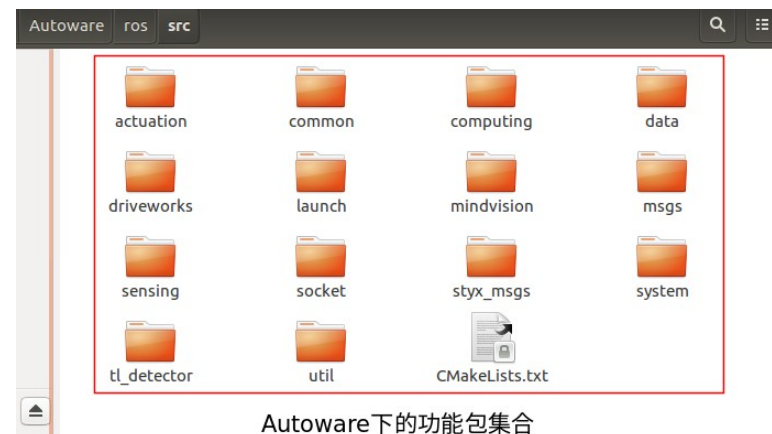 Autoware ros src
actuation common computing data
driveworks launch mindvision msgs
sensing socket styx_msgs system
tl_detector util CMakeLists.txt
Autoware下的功能包集合